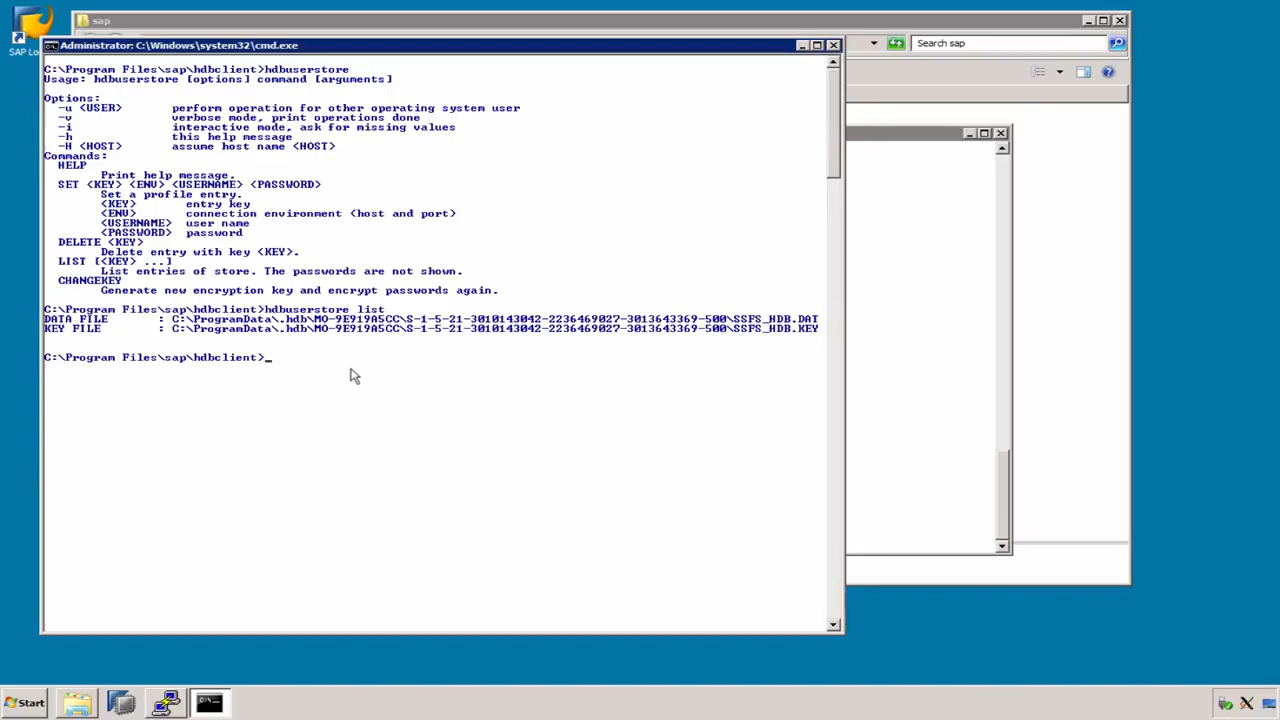 sap
SAP Lo
Administrator: C:\Windows\system32\cmd.exe
Search sap
C:\Program Files\sap\hdbclient>hdbuserstore
Usage: hdbuserstore [options] command [arguments]
Options:
-u <USER> perform operation for other operating system user
-v verbose mode, print operations done
-i interactive mode, ask for missing values
-h this help message
-H <HOST> assume host name <HOST>
Commands:
HELP
Print help message.
SET <KEY> <ENV> <USERNAME> <PASSWORD>
Set a profile entry.
<KEY> entry key
<ENV> connection environment (host and port)
<USERNAME> user name
<PASSWORD> password
DELETE <KEY>
Delete entry with key <KEY>.
LIST [<KEY> ...]
List entries of store. The passwords are not shown.
CHANGEKEY
Generate new encryption key and encrypt passwords again.
C:\Program Files\sap\hdbclient>hdbuserstore list
DATA FILE : C:\ProgramData\.hdb\MO-9E919A5CC\S-1-5-21-3010143042-2236469027-3013643369-500\SSFS_HDB.DAT
KEY FILE : C:\ProgramData\.hdb\MO-9E919A5CC\S-1-5-21-3010143042-2236469027-3013643369-500\SSFS_HDB.KEY
C:\Program Files\sap\hdbclient>_
Start